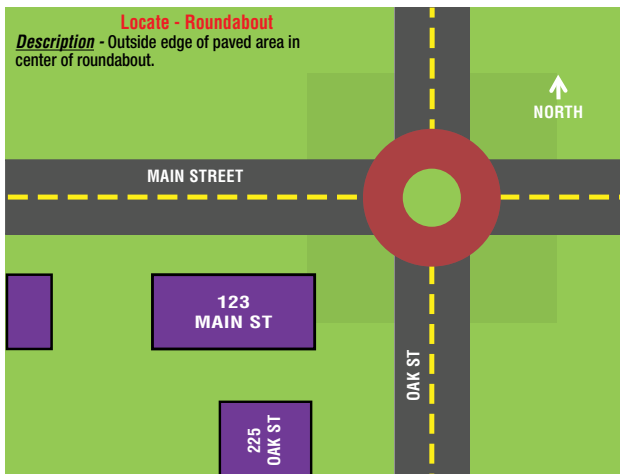 Locate - Roundabout
Description - Outside edge of paved area in
center of roundabout.
NORTH
MAIN STREET
123
MAIN ST
OAK ST
225
OAK ST